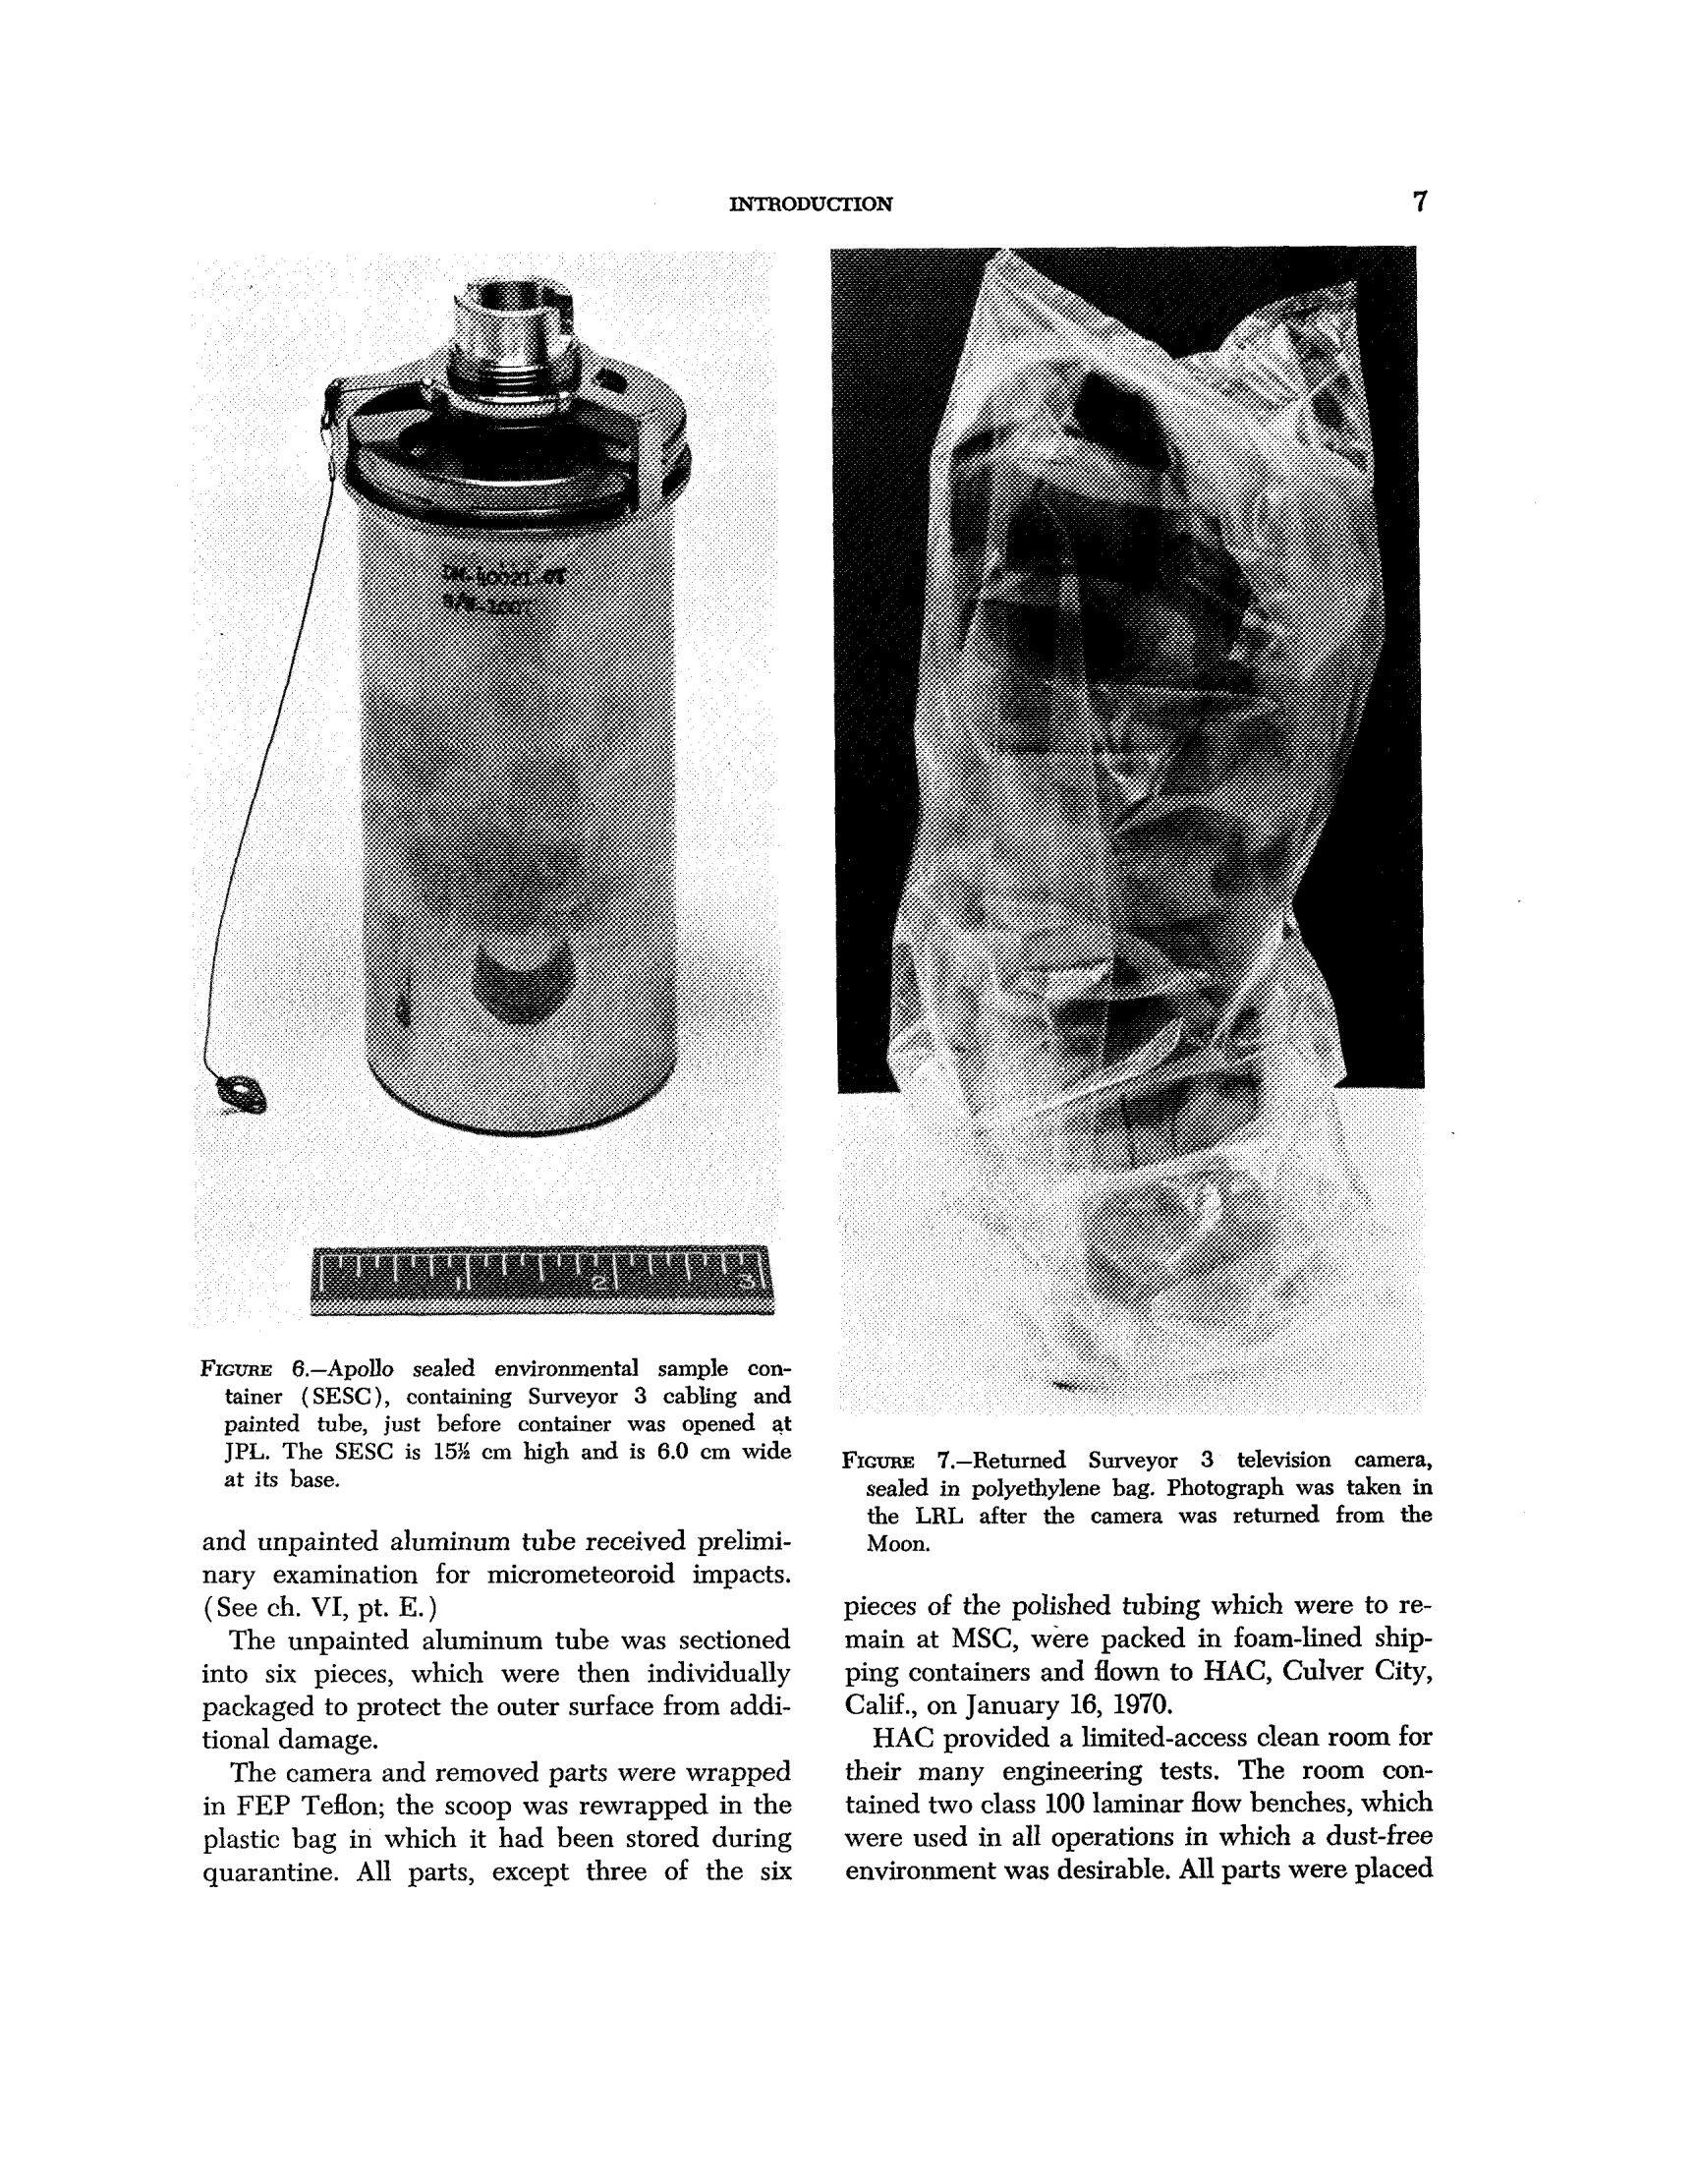 INTRODUCTION
7
1
2
3
FIGURE 6.—Apollo sealed environmental sample con-
tainer (SESC), containing Surveyor 3 cabling and
painted tube, just before container was opened at
JPL. The SESC is 15½ cm high and is 6.0 cm wide
at its base.
and unpainted aluminum tube received prelimi-
nary examination for micrometeoroid impacts.
(See ch. VI, pt. E.)
The unpainted aluminum tube was sectioned
into six pieces, which were then individually
packaged to protect the outer surface from addi-
tional damage.
The camera and removed parts were wrapped
in FEP Teflon; the scoop was rewrapped in the
plastic bag in which it had been stored during
quarantine. All parts, except three of the six
FIGURE 7.—Returned Surveyor 3 television camera,
sealed in polyethylene bag. Photograph was taken in
the LRL after the camera was returned from the
Moon.
pieces of the polished tubing which were to re-
main at MSC, were packed in foam-lined ship-
ping containers and flown to HAC, Culver City,
Calif., on January 16, 1970.
HAC provided a limited-access clean room for
their many engineering tests. The room con-
tained two class 100 laminar flow benches, which
were used in all operations in which a dust-free
environment was desirable. All parts were placed